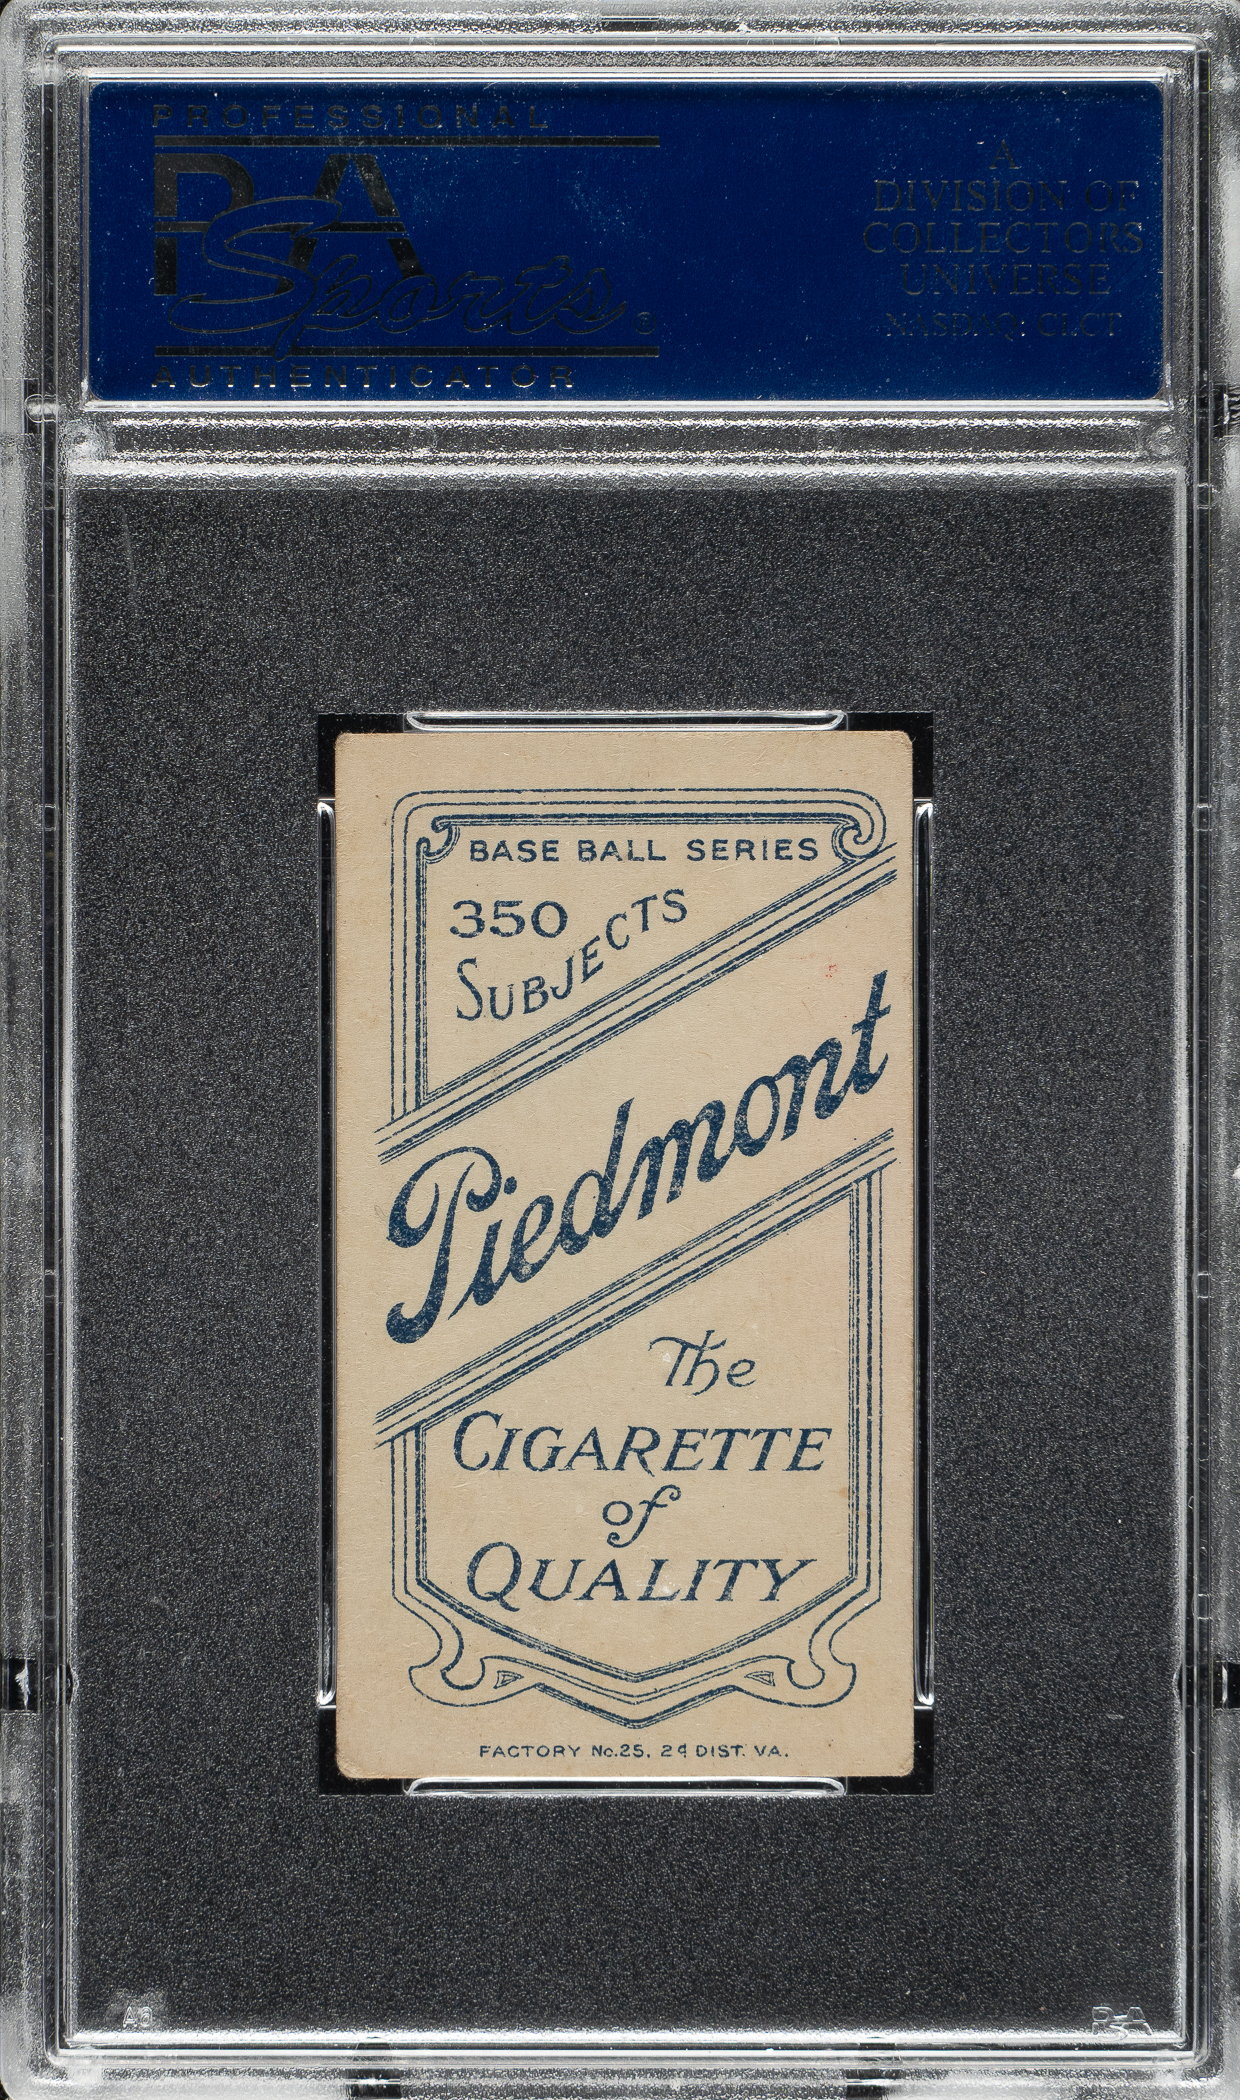 PROFESSIONAL
PSA
Sports®
AUTHENTICATOR
A
DIVISION OF
COLLECTORS
UNIVERSE
NASDAQ: CLCT
BASE BALL SERIES
350
SUBJECTS
Piedmont
The
CIGARETTE
of
QUALITY
FACTORY No.25, 2d DIST. VA.
PSA